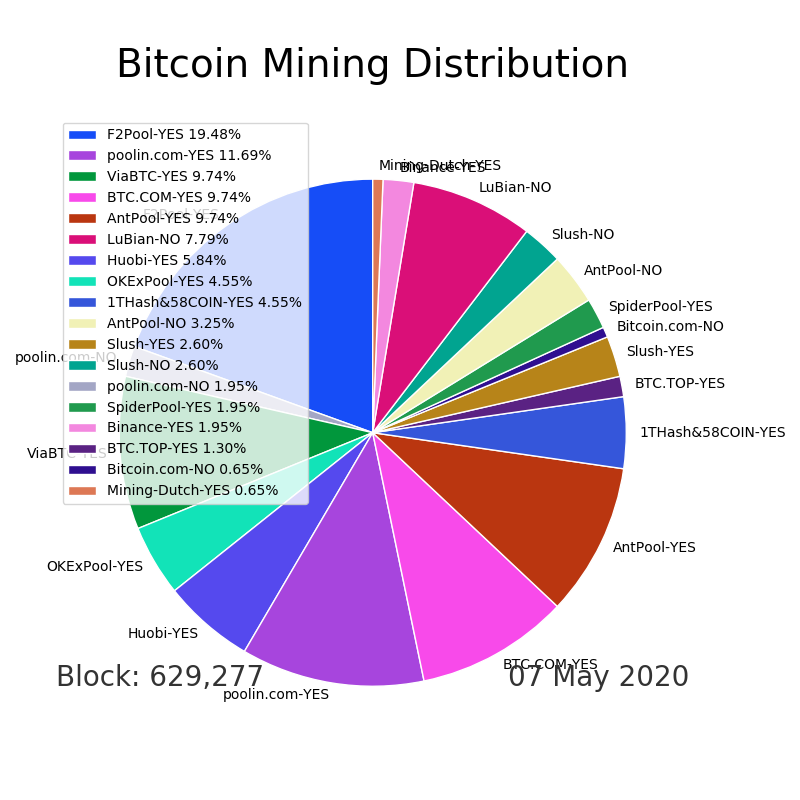 Bitcoin Mining Distribution
F2Pool-YES 19.48%
poolin.com-YES 11.69%
ViaBTC-YES 9.74%
BTC.COM-YES 9.74%
AntPool-YES 9.74%
LuBian-NO 7.79%
Huobi-YES 5.84%
OKExPool-YES 4.55%
1THash&58COIN-YES 4.55%
AntPool-NO 3.25%
Slush-YES 2.60%
Slush-NO 2.60%
poolin.com-NO 1.95%
SpiderPool-YES 1.95%
Binance-YES 1.95%
BTC.TOP-YES 1.30%
Bitcoin.com-NO 0.65%
Mining-Dutch-YES 0.65%
Mining-Dutch-YES
Binance-YES
LuBian-NO
Slush-NO
AntPool-NO
SpiderPool-YES
Bitcoin.com-NO
Slush-YES
BTC.TOP-YES
1THash&58COIN-YES
AntPool-YES
BTC.COM-YES
poolin.com-YES
Huobi-YES
OKExPool-YES
ViaBTC-YES
poolin.com-NO
F2Pool-YES
Block: 629,277
07 May 2020